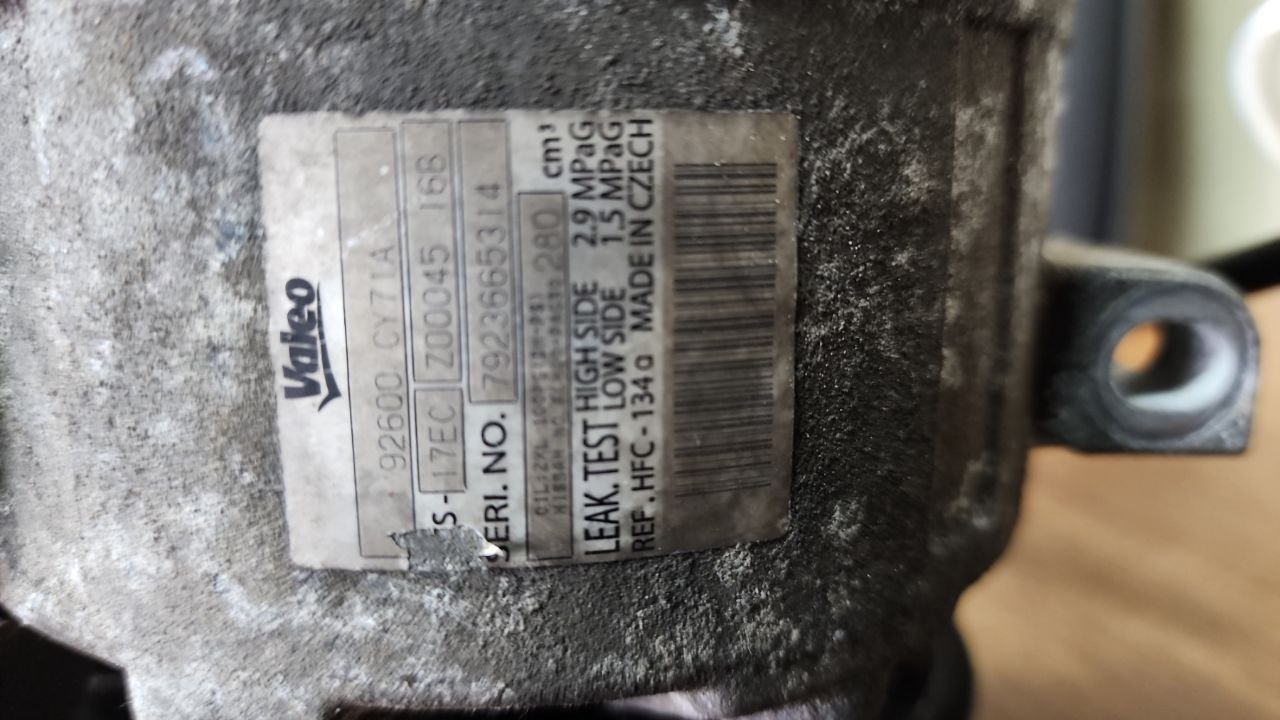 Valeo
92600 CY71A
S - 17EC Z00045 16B
SERI. NO. 7923665314
280 cm³
LEAK. TEST HIGH SIDE 2.9 MPaG
LOW SIDE 1.5 MPaG
REF. HFC - 134a MADE IN CZECH